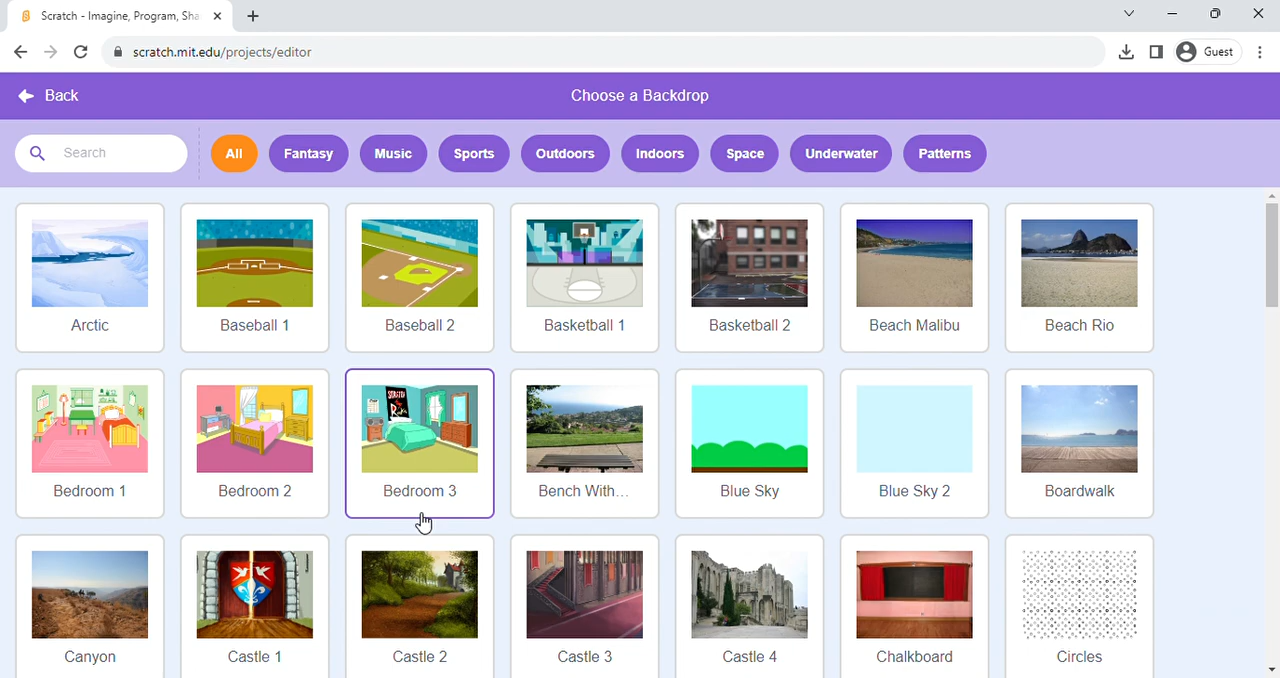 Scratch - Imagine, Program, Sha
scratch.mit.edu/projects/editor
Guest
Back
Choose a Backdrop
Search
All
Fantasy
Music
Sports
Outdoors
Indoors
Space
Underwater
Patterns
Arctic
Baseball 1
Baseball 2
Basketball 1
Basketball 2
Beach Malibu
Beach Rio
Bedroom 1
Bedroom 2
Bedroom 3
Bench With...
Blue Sky
Blue Sky 2
Boardwalk
Canyon
Castle 1
Castle 2
Castle 3
Castle 4
Chalkboard
Circles